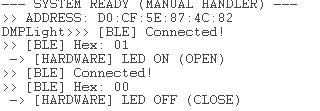 --- SYSTEM READY (MANUAL HANDLER) ---
>> ADDRESS: D0:CF:5E:87:4C:82
DMPLight>>> [BLE] Connected!
>> [BLE] Hex: 01
-> [HARDWARE] LED ON (OPEN)
>> [BLE] Connected!
>> [BLE] Hex: 00
-> [HARDWARE] LED OFF (CLOSE)